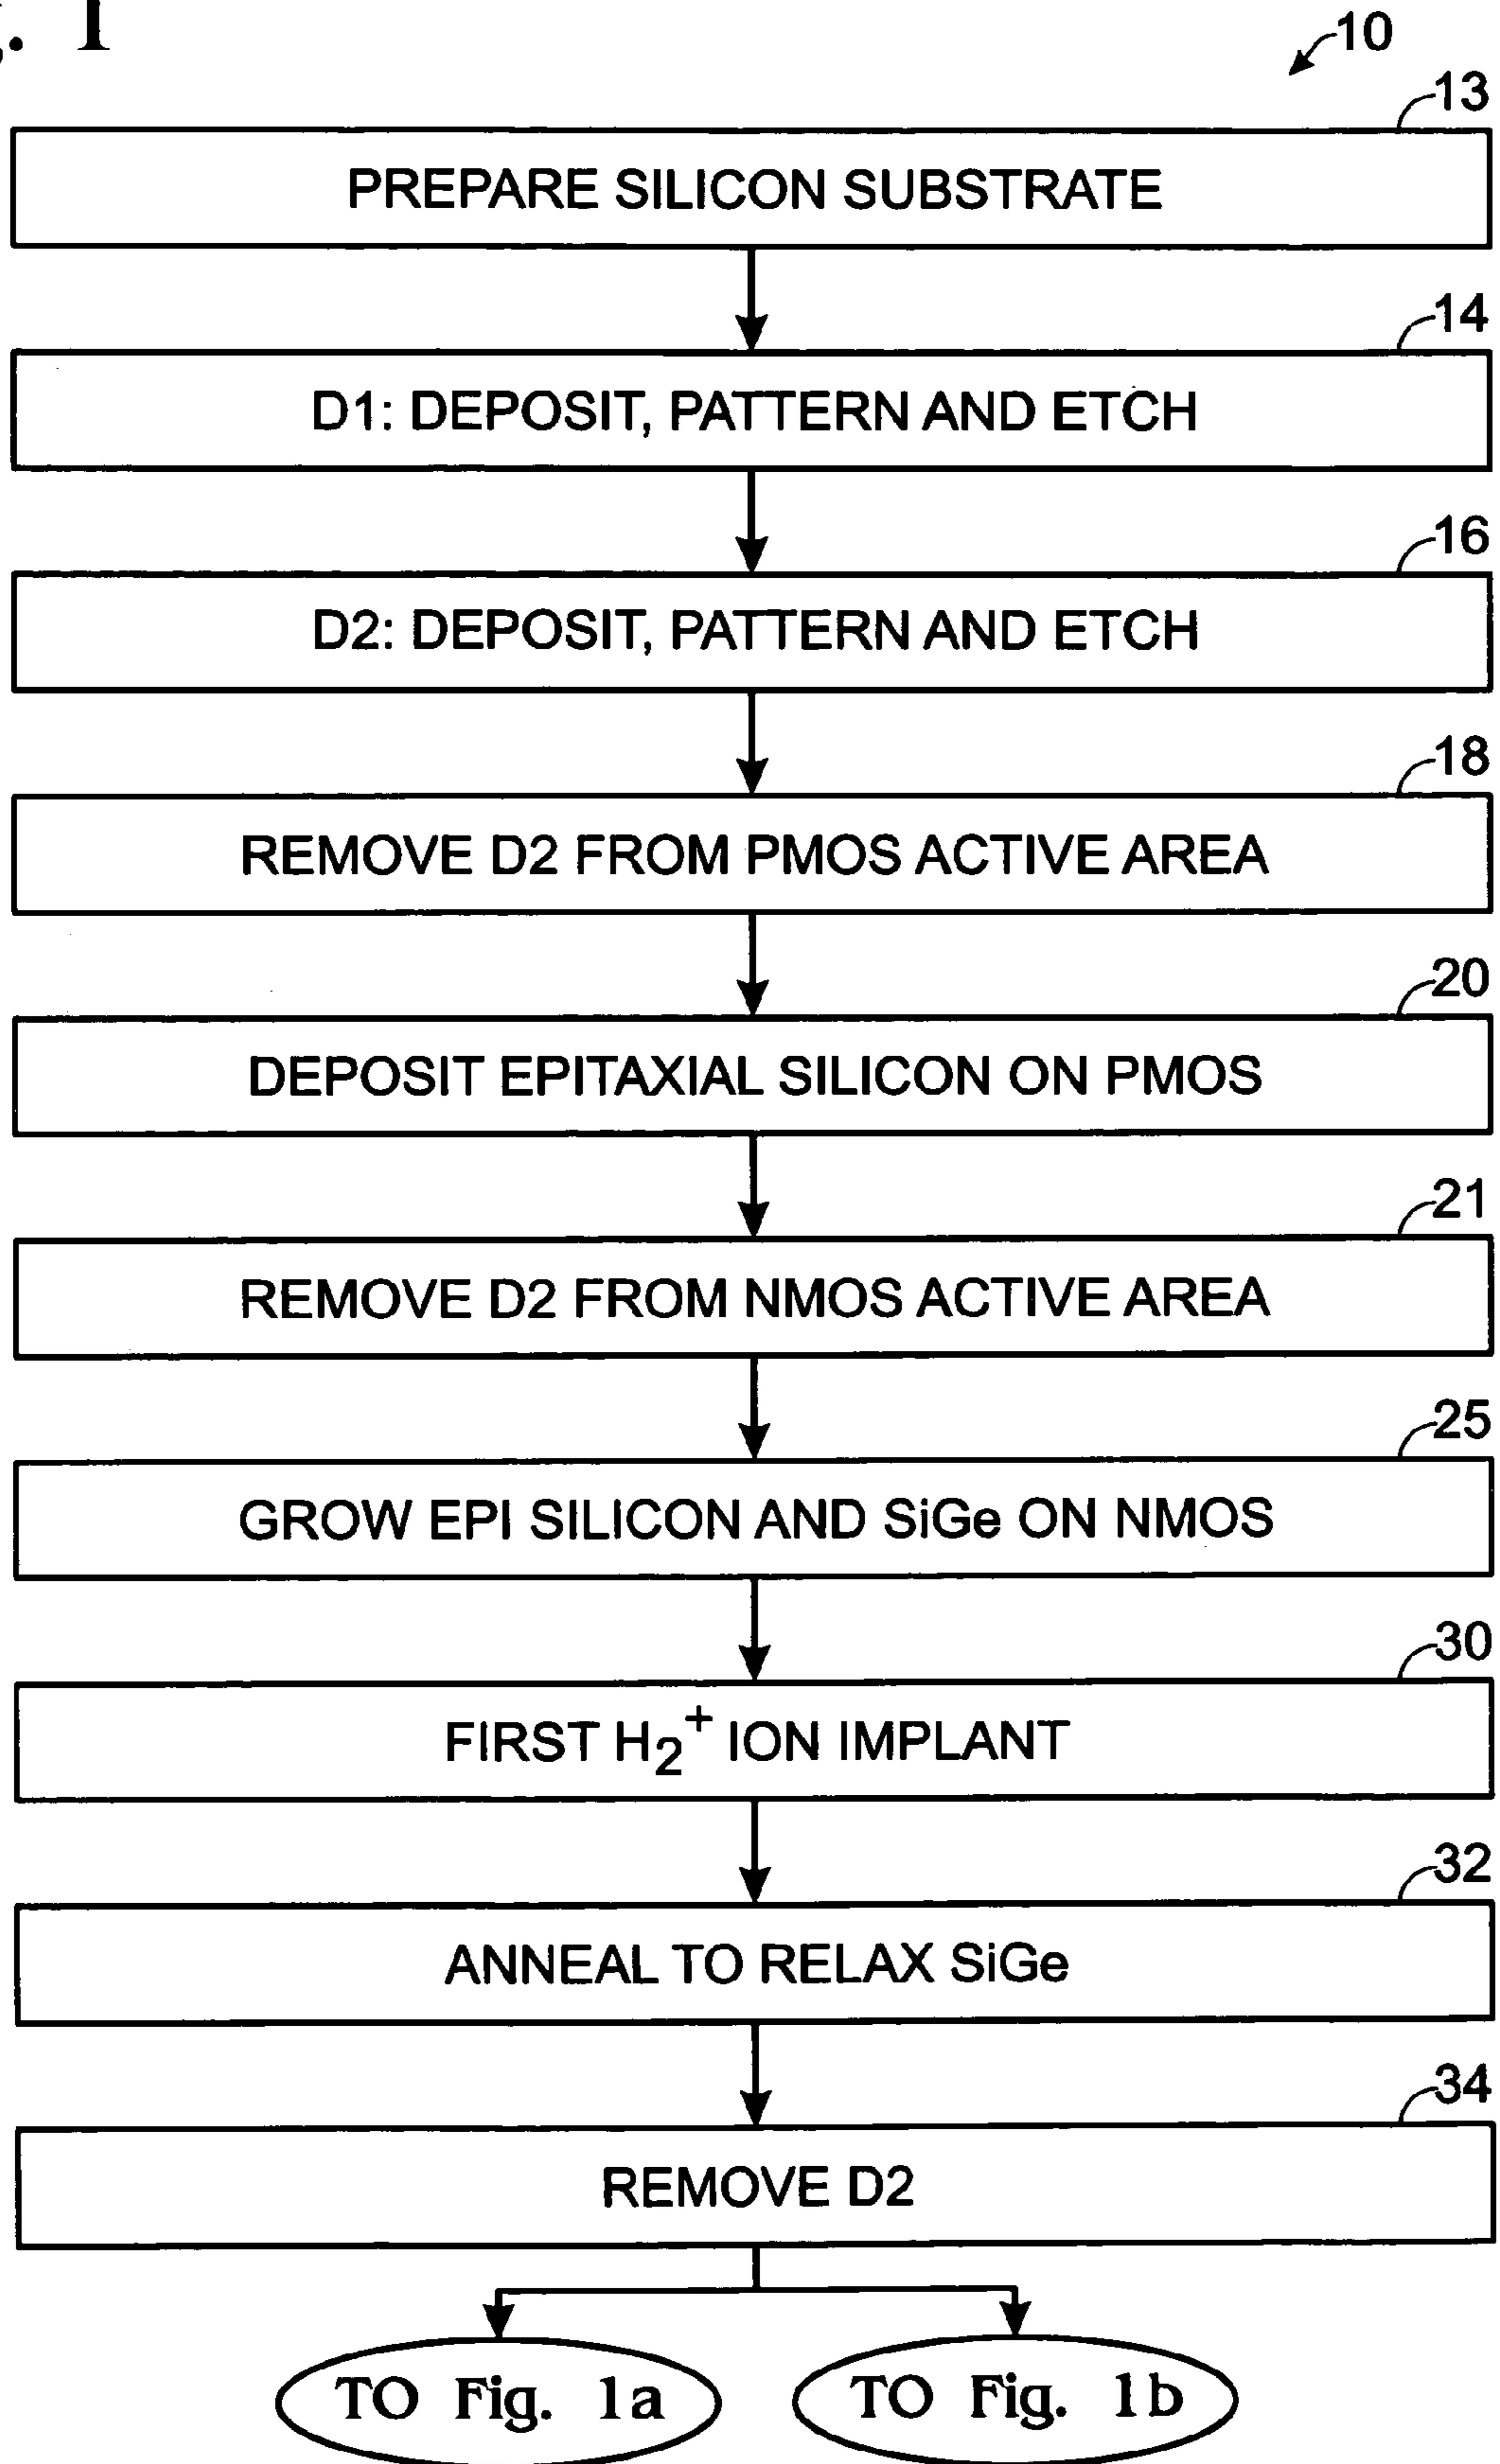 . 1
10
13
PREPARE SILICON SUBSTRATE
14
D1: DEPOSIT, PATTERN AND ETCH
16
D2: DEPOSIT, PATTERN AND ETCH
18
REMOVE D2 FROM PMOS ACTIVE AREA
20
DEPOSIT EPITAXIAL SILICON ON PMOS
21
REMOVE D2 FROM NMOS ACTIVE AREA
25
GROW EPI SILICON AND SiGe ON NMOS
30
FIRST H₂⁺ ION IMPLANT
32
ANNEAL TO RELAX SiGe
34
REMOVE D2
TO Fig. 1a
TO Fig. 1b